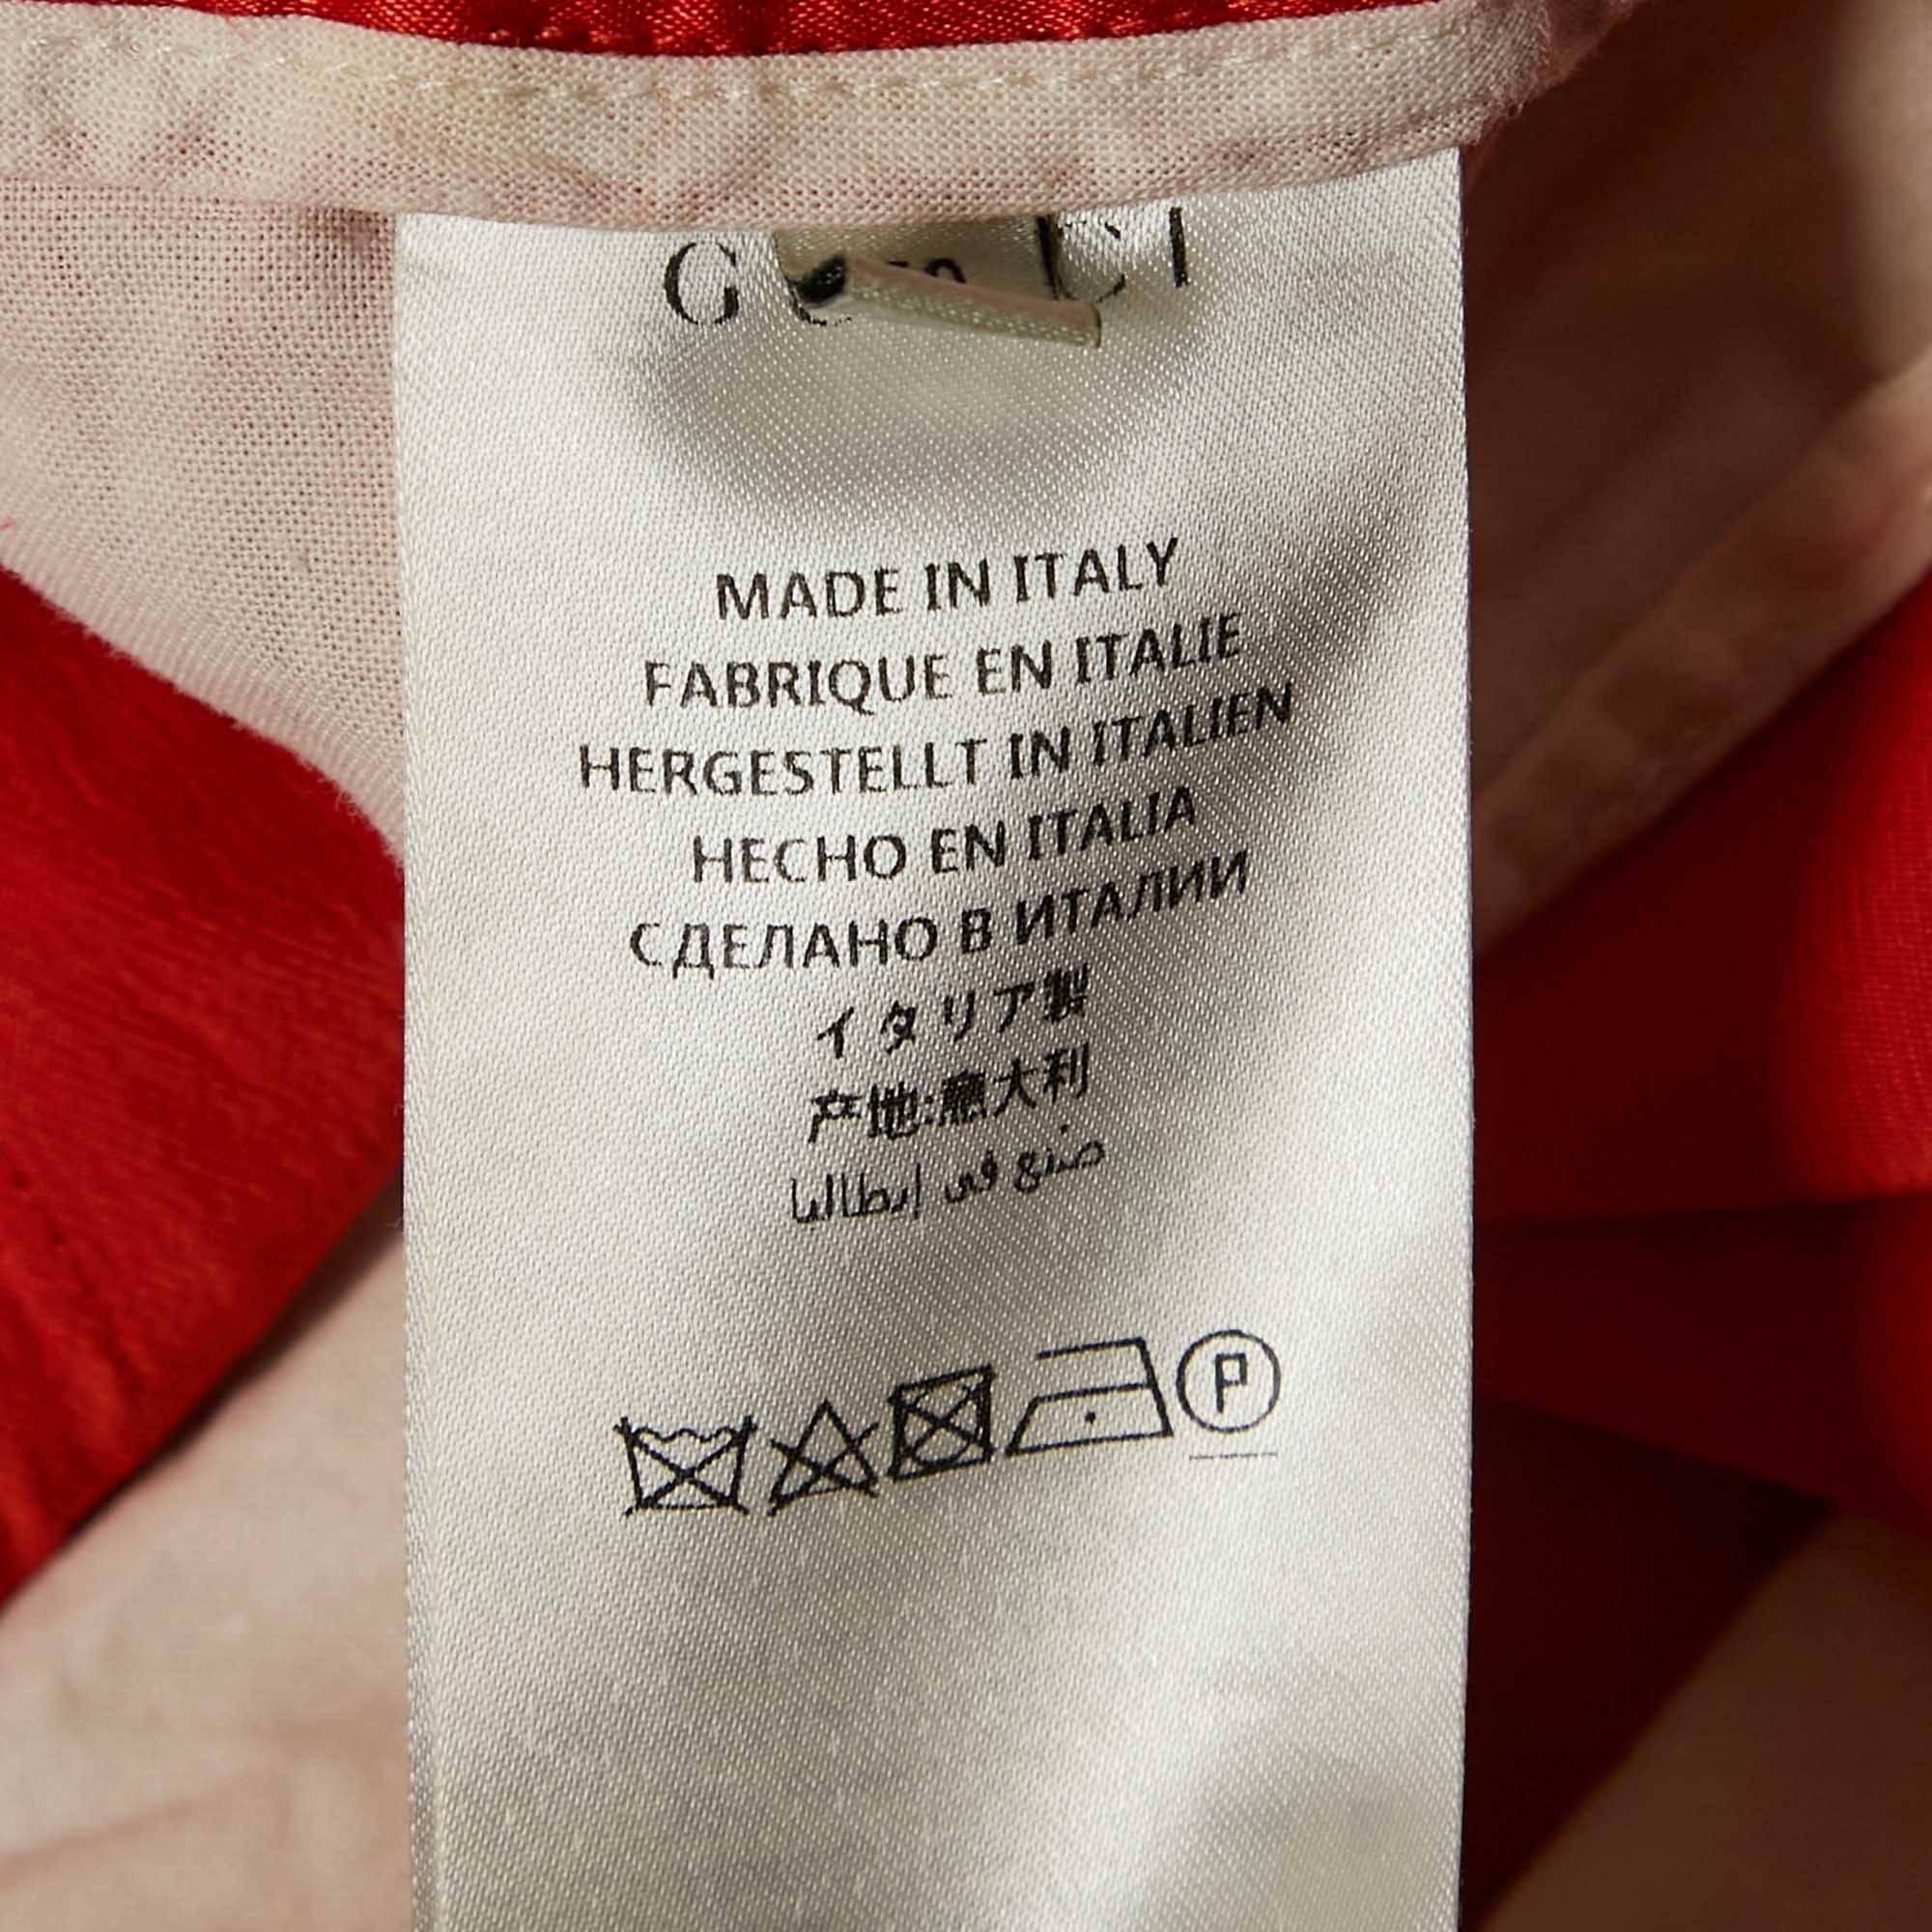 GUCCI
MADE IN ITALY
FABRIQUE EN ITALIE
HERGESTELLT IN ITALIEN
HECHO EN ITALIA
СДЕЛАНО В ИТАЛИИ
イタリア製
产地:意大利
صنع في إيطاليا
P